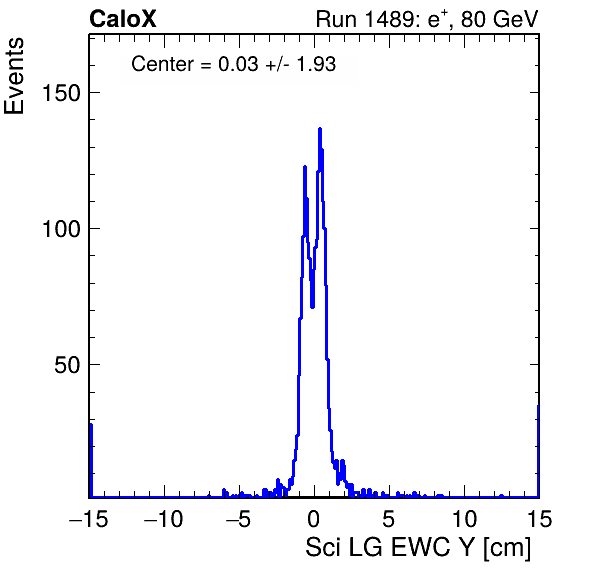 CaloX Run 1489: e+, 80 GeV
Center = 0.03 +/- 1.93
Events
150
100
50
−15 −10 −5 0 5 10 15
Sci LG EWC Y [cm]